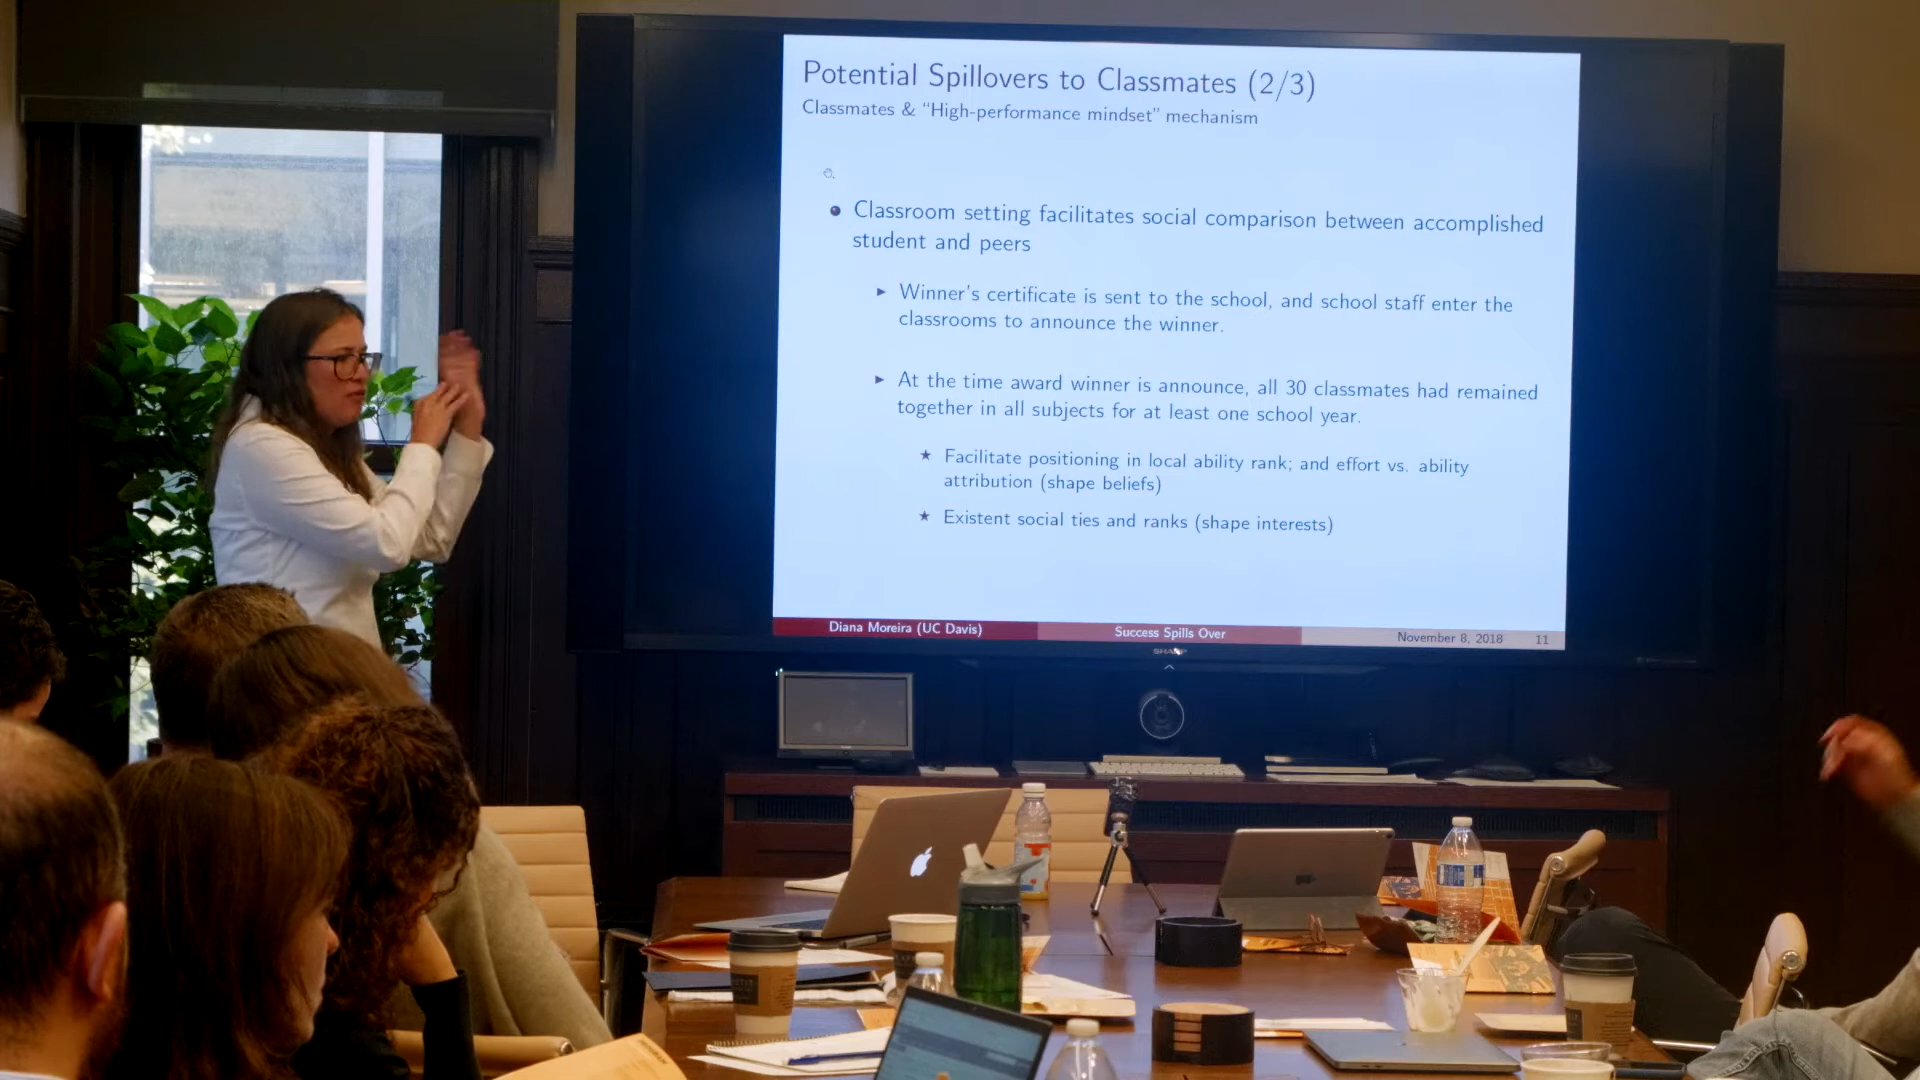 Potential Spillovers to Classmates (2/3)
Classmates & “High-performance mindset” mechanism
Classroom setting facilitates social comparison between accomplished
student and peers
Winner's certificate is sent to the school, and school staff enter the
classrooms to announce the winner.
At the time award winner is announce, all 30 classmates had remained
together in all subjects for at least one school year.
Facilitate positioning in local ability rank; and effort vs. ability
attribution (shape beliefs)
Existent social ties and ranks (shape interests)
Diana Moreira (UC Davis)
Success Spills Over
November 8, 2018
11
SHARP